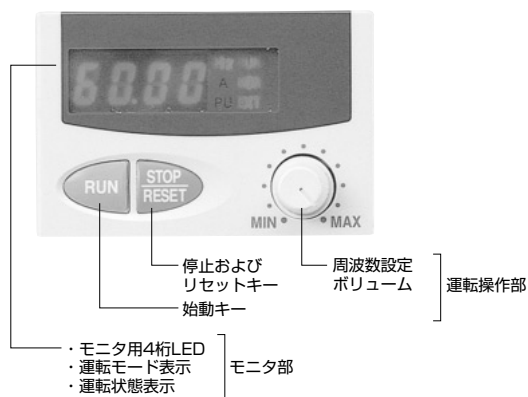 60.00
A
PU EXT
RUN
STOP
RESET
MIN
MAX
停止および
リセットキー
始動キー
周波数設定
ボリューム
運転操作部
・モニタ用4桁LED
・運転モード表示
・運転状態表示
モニタ部